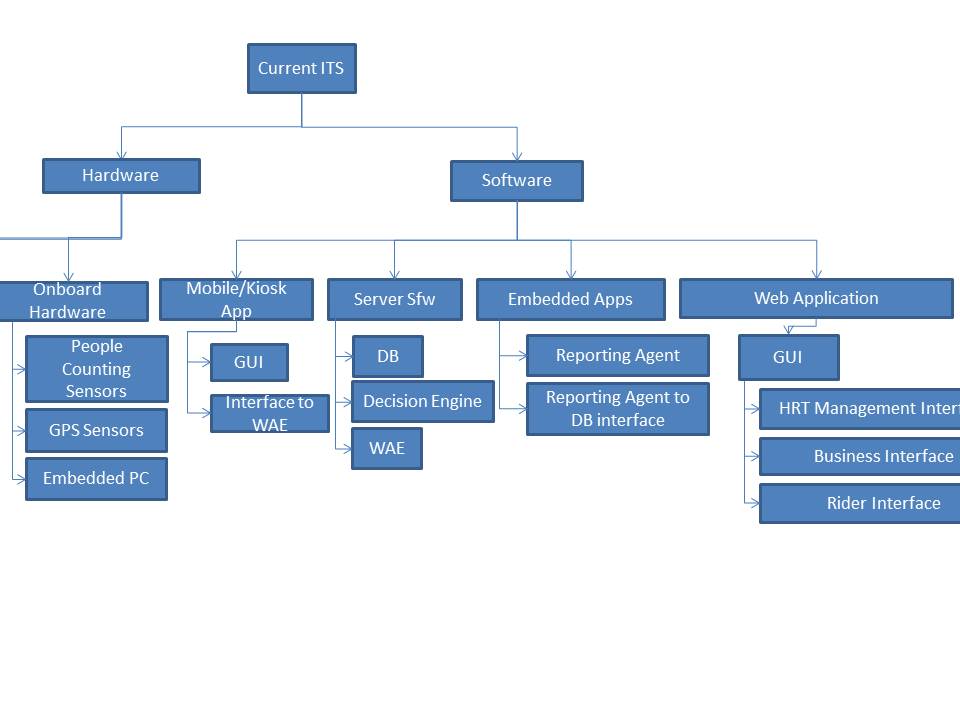 Current ITS
Hardware
Software
Onboard
Hardware
Mobile/Kiosk
App
Server Sfw
Embedded Apps
Web Application
People
Counting
Sensors
GPS Sensors
Embedded PC
GUI
Interface to
WAE
DB
Decision Engine
WAE
Reporting Agent
Reporting Agent to
DB interface
GUI
HRT Management
Business Interface
Rider Interface